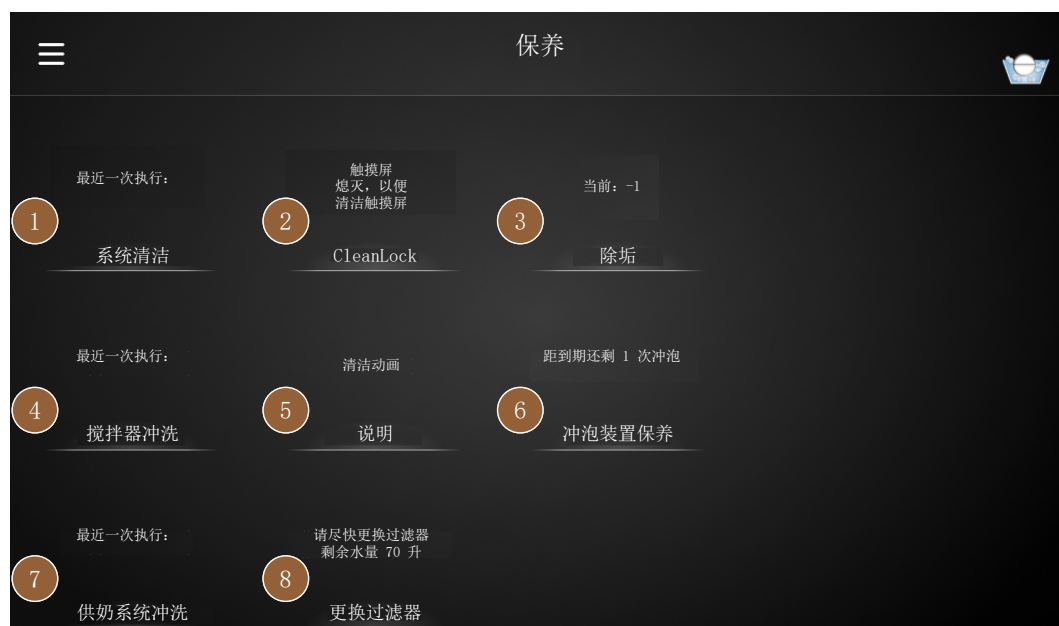 保养
最近一次执行：
触摸屏
熄灭，以便
清洁触摸屏
当前：-1
1
系统清洁
2
CleanLock
3
除垢
最近一次执行：
清洁动画
距到期还剩 1 次冲泡
4
搅拌器冲洗
5
说明
6
冲泡装置保养
最近一次执行：
请尽快更换过滤器
剩余水量 70 升
7
供奶系统冲洗
8
更换过滤器